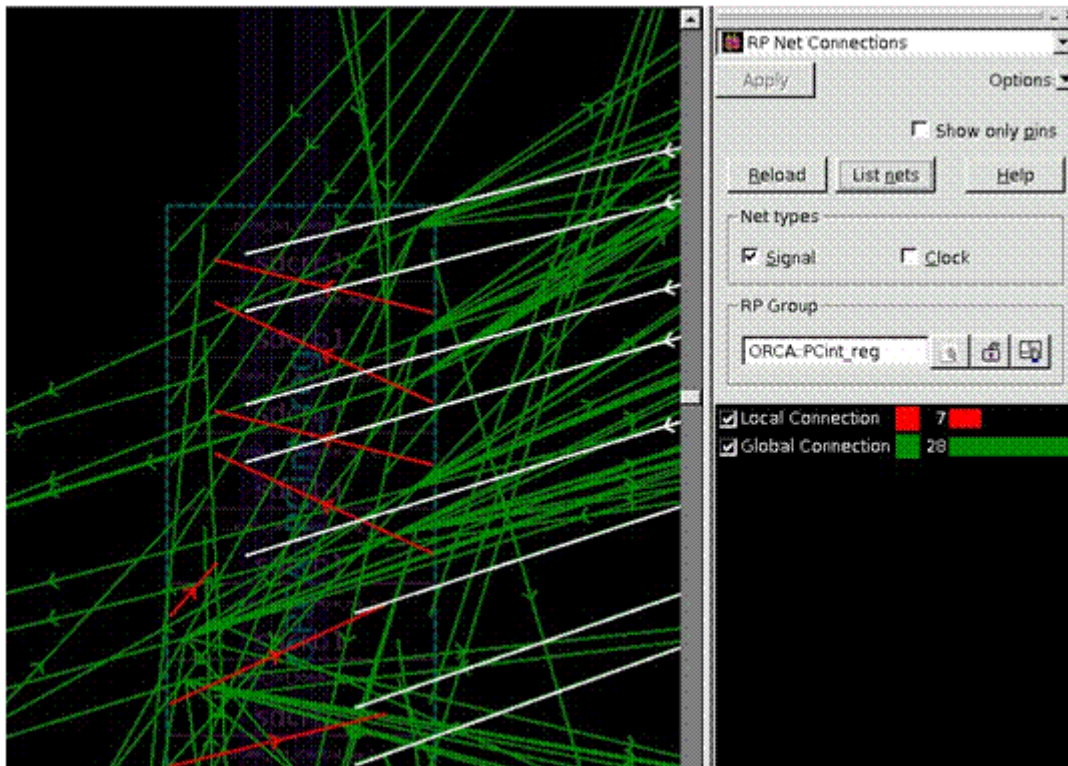 RP Net Connections
Apply
Options:
Show only pins
Reload
List nets
Help
Net types
Signal
Clock
RP Group
ORCA::PCint_reg
Local Connection 7
Global Connection 28